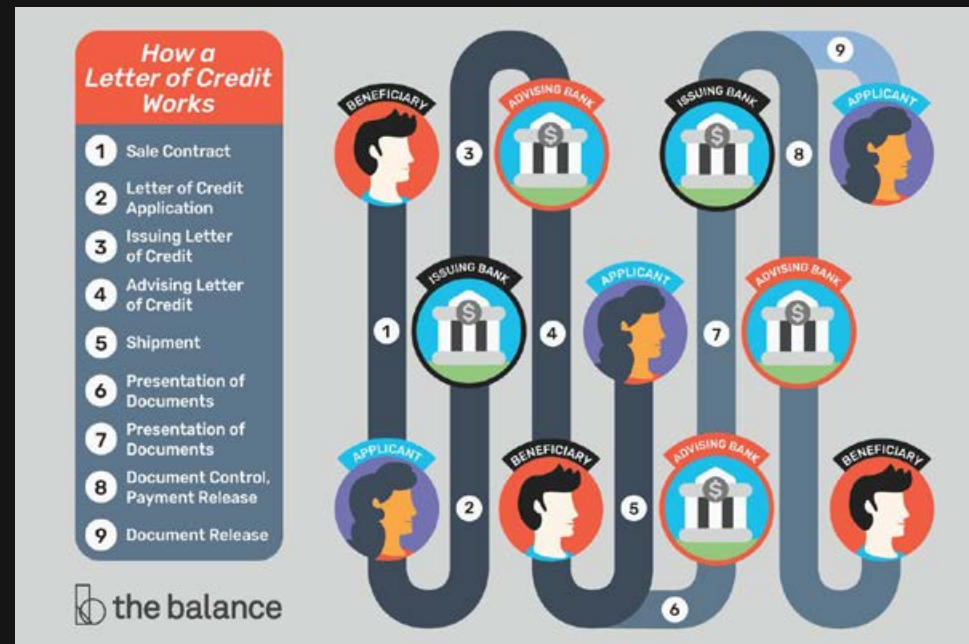 How a
Letter of Credit
Works
1 Sale Contract
2 Letter of Credit
Application
3 Issuing Letter
of Credit
4 Advising Letter
of Credit
5 Shipment
6 Presentation of
Documents
7 Presentation of
Documents
8 Document Control,
Payment Release
9 Document Release
the balance
BENEFICIARY
3
ADVISING BANK
$
ISSUING BANK
$
8
9
APPLICANT
1
ISSUING BANK
$
4
APPLICANT
7
ADVISING BANK
$
APPLICANT
2
BENEFICIARY
5
ADVISING BANK
$
6
BENEFICIARY